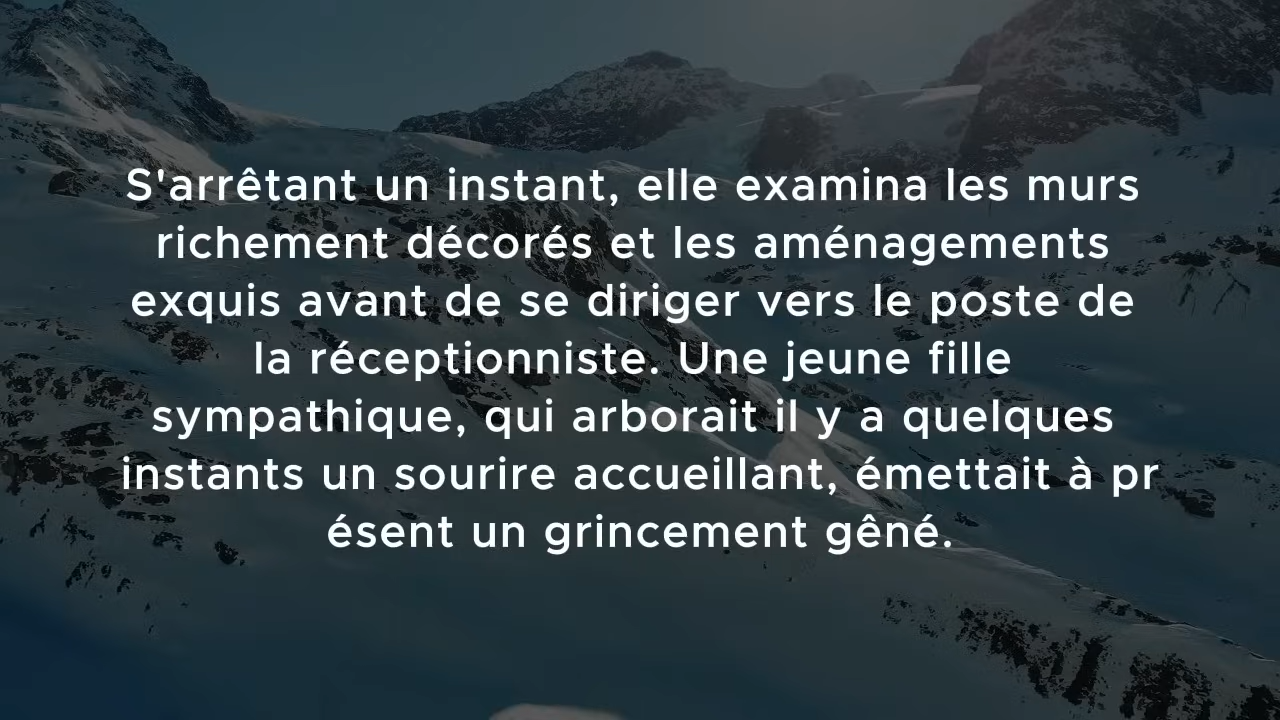 S'arrêtant un instant, elle examina les murs
richement décorés et les aménagements
exquis avant de se diriger vers le poste de
la réceptionniste. Une jeune fille
sympathique, qui arborait il y a quelques
instants un sourire accueillant, émettait à pr
ésent un grincement gêné.